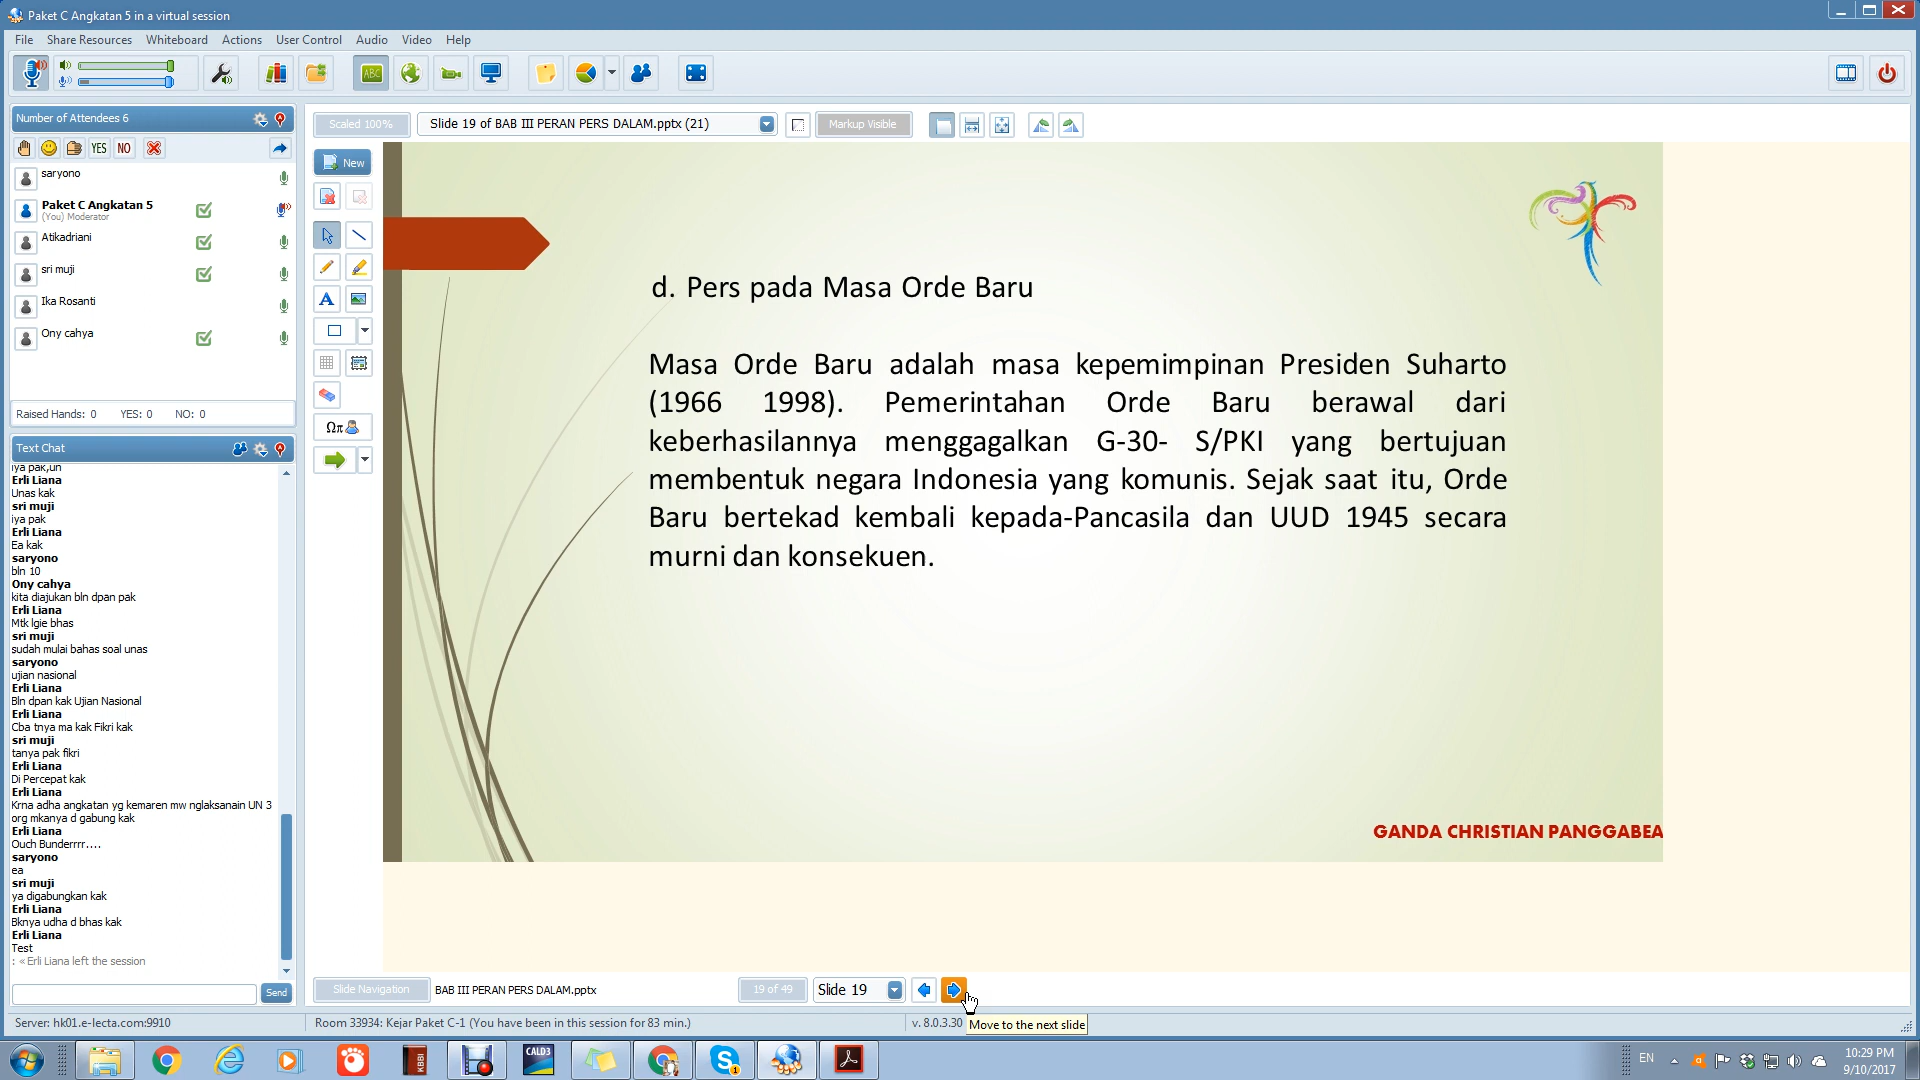 Paket C Angkatan 5 in a virtual session
File Share Resources Whiteboard Actions User Control Audio Video Help
ABC
Number of Attendees 6
YES NO
saryono
Paket C Angkatan 5
(You) Moderator
Atikadriani
sri muji
Ika Rosanti
Ony cahya
Raised Hands: 0 YES: 0 NO: 0
Text Chat
iya pak,un
Erli Liana
Unas kak
sri muji
iya pak
Erli Liana
Ea kak
saryono
bln 10
Ony cahya
kita diajukan bln dpan pak
Erli Liana
Mtk lgie bhas
sri muji
sudah mulai bahas soal unas
saryono
ujian nasional
Erli Liana
Bln dpan kak Ujian Nasional
Erli Liana
Cba tnya ma kak Fikri kak
sri muji
tanya pak fikri
Erli Liana
Di Percepat kak
Erli Liana
Krna adha angkatan yg kemaren mw nglaksanain UN 3
org mkanya d gabung kak
Erli Liana
Ouch Bunderrrr....
saryono
ea
sri muji
ya digabungkan kak
Erli Liana
Bknya udha d bhas kak
Erli Liana
Test
: «Erli Liana left the session
Send
Scaled 100%
Slide 19 of BAB III PERAN PERS DALAM.pptx (21)
Markup Visible
New
A
Ωπ
d. Pers pada Masa Orde Baru
Masa Orde Baru adalah masa kepemimpinan Presiden Suharto
(1966 1998). Pemerintahan Orde Baru berawal dari
keberhasilannya menggagalkan G-30- S/PKI yang bertujuan
membentuk negara Indonesia yang komunis. Sejak saat itu, Orde
Baru bertekad kembali kepada-Pancasila dan UUD 1945 secara
murni dan konsekuen.
GANDA CHRISTIAN PANGGABEA
Slide Navigation
BAB III PERAN PERS DALAM.pptx
19 of 49
Slide 19
Move to the next slide
Server: hk01.e-lecta.com:9910
Room 33934: Kejar Paket C-1 (You have been in this session for 83 min.)
v. 8.0.3.30
KBBI
CALD3
EN
10:29 PM
9/10/2017